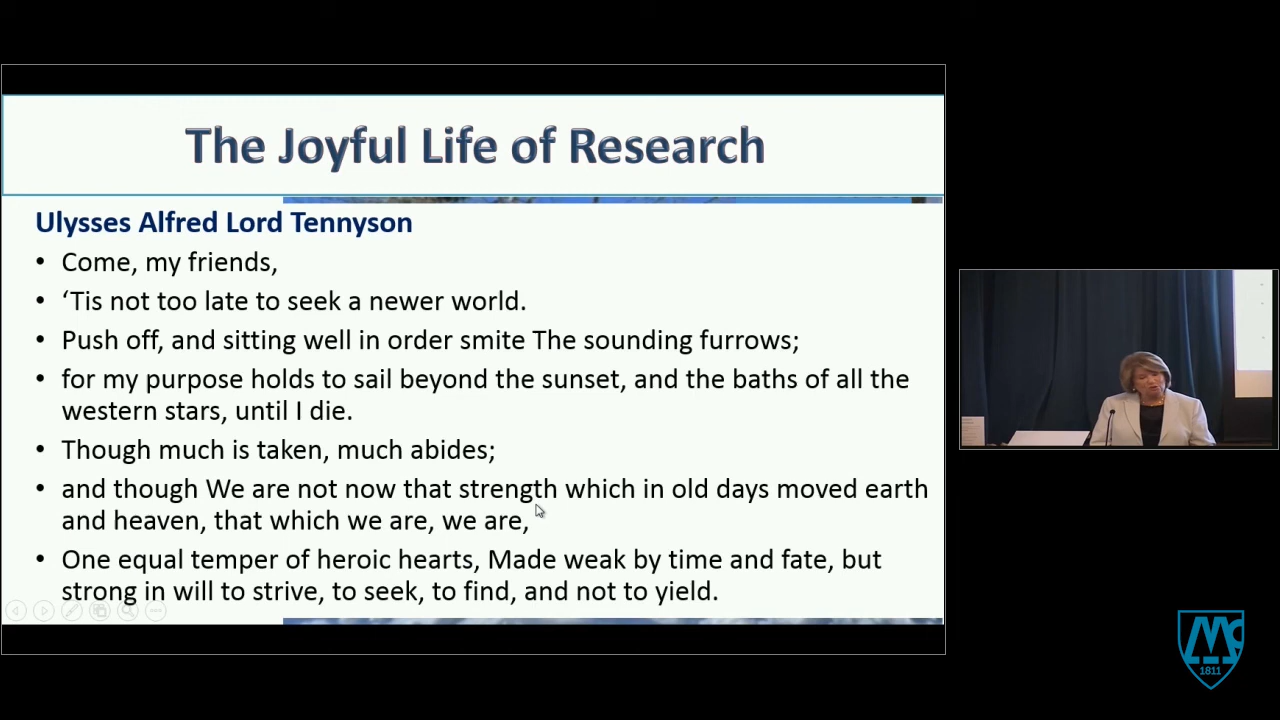 The Joyful Life of Research
Ulysses Alfred Lord Tennyson
• Come, my friends,
• ‘Tis not too late to seek a newer world.
• Push off, and sitting well in order smite The sounding furrows;
• for my purpose holds to sail beyond the sunset, and the baths of all the
western stars, until I die.
• Though much is taken, much abides;
• and though We are not now that strength which in old days moved earth
and heaven, that which we are, we are,
• One equal temper of heroic hearts, Made weak by time and fate, but
strong in will to strive, to seek, to find, and not to yield.
MG
1811